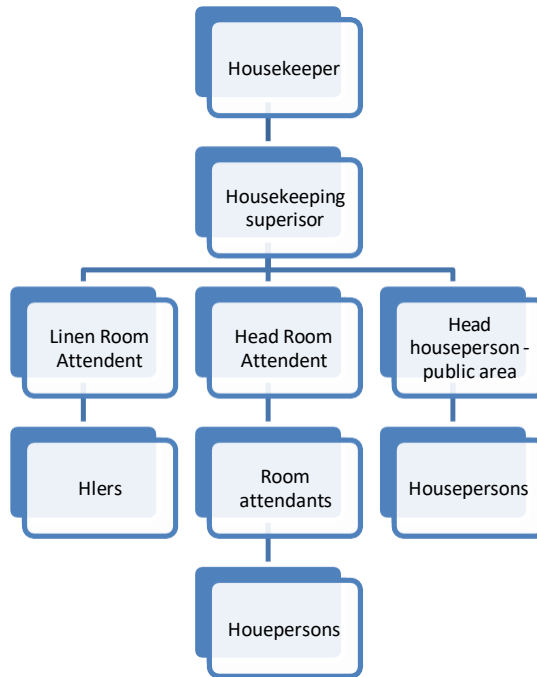 Housekeeper
Housekeeping
superisor
Linen Room
Attendent
Head Room
Attendent
Head
houseperson -
public area
Hlers
Room
attendants
Housepersons
Houepersons